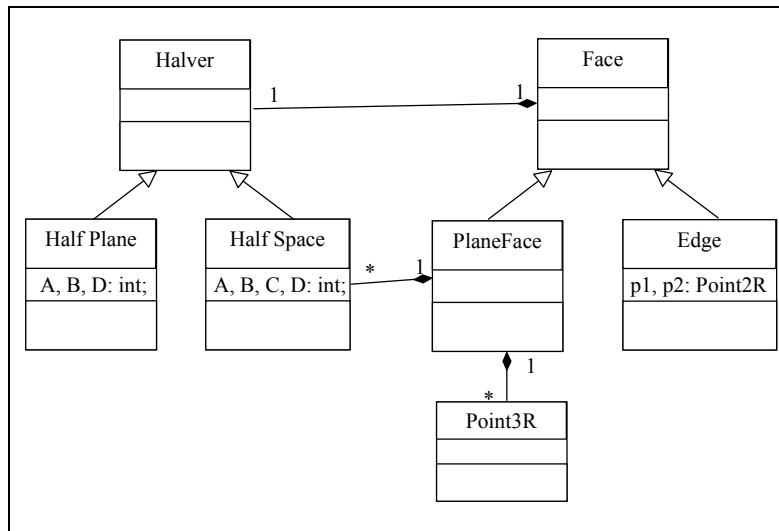 Halver
Face
1
1
Half Plane
A, B, D: int;
Half Space
A, B, C, D: int;
*
1
PlaneFace
Edge
p1, p2: Point2R
1
*
Point3R